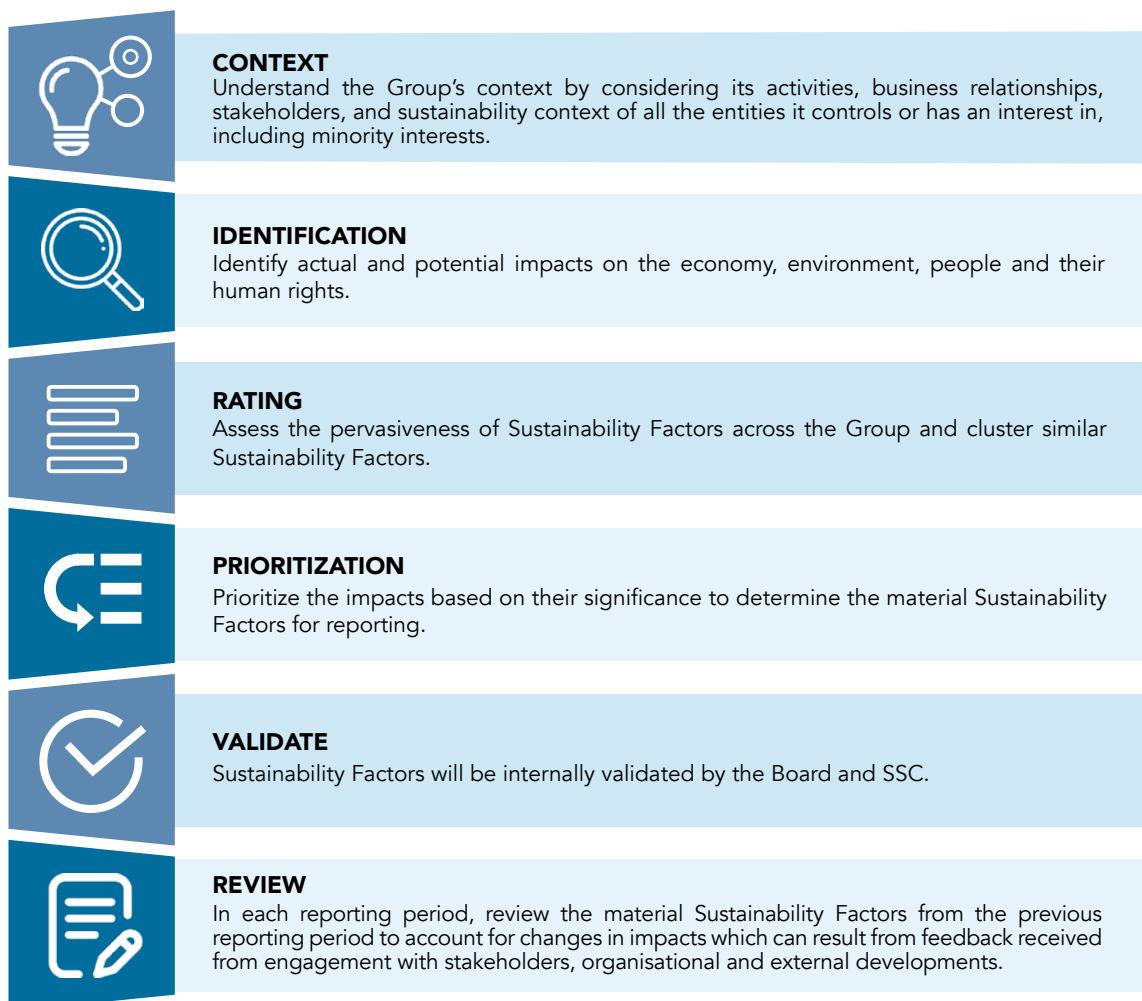 CONTEXT
Understand the Group's context by considering its activities, business relationships,
stakeholders, and sustainability context of all the entities it controls or has an interest in,
including minority interests.
IDENTIFICATION
Identify actual and potential impacts on the economy, environment, people and their
human rights.
RATING
Assess the pervasiveness of Sustainability Factors across the Group and cluster similar
Sustainability Factors.
PRIORITIZATION
Prioritize the impacts based on their significance to determine the material Sustainability
Factors for reporting.
VALIDATE
Sustainability Factors will be internally validated by the Board and SSC.
REVIEW
In each reporting period, review the material Sustainability Factors from the previous
reporting period to account for changes in impacts which can result from feedback received
from engagement with stakeholders, organisational and external developments.